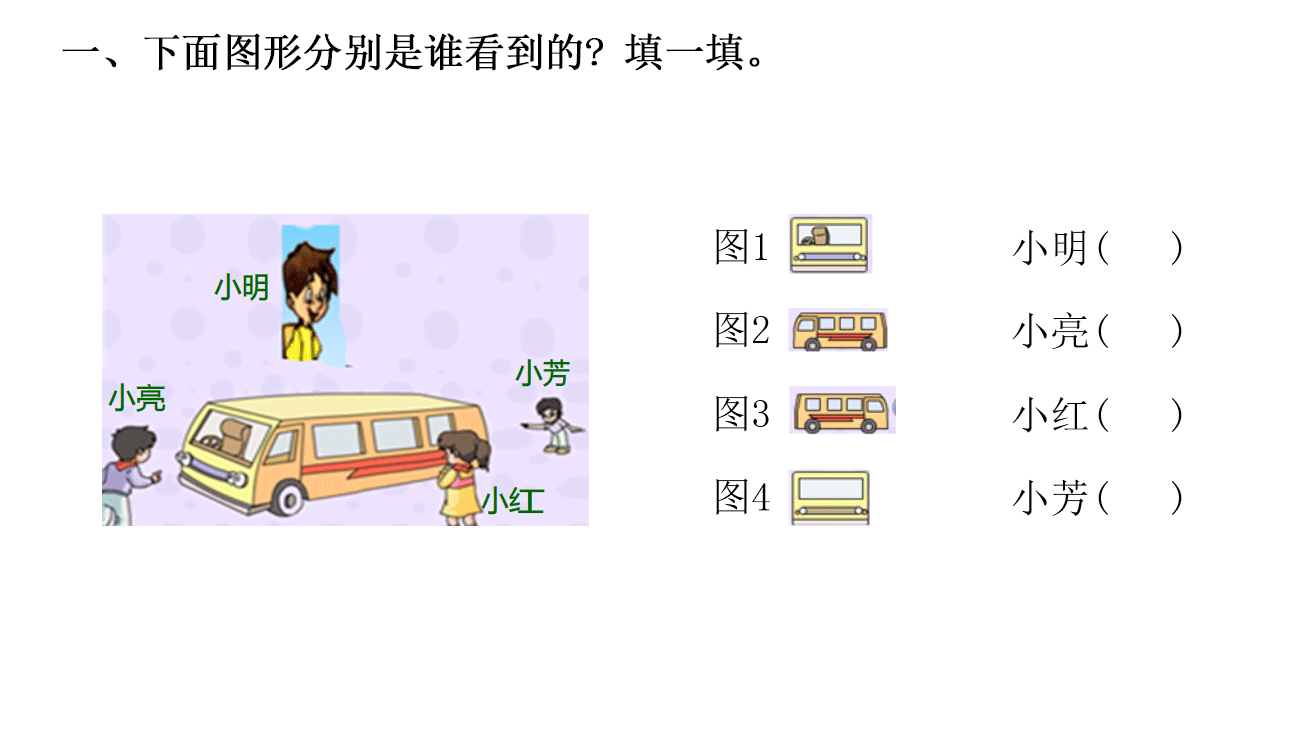 一、下面图形分别是谁看到的? 填一填。
小明
小芳
小亮
小红
图1 小明( )
图2 小亮( )
图3 小红( )
图4 小芳( )